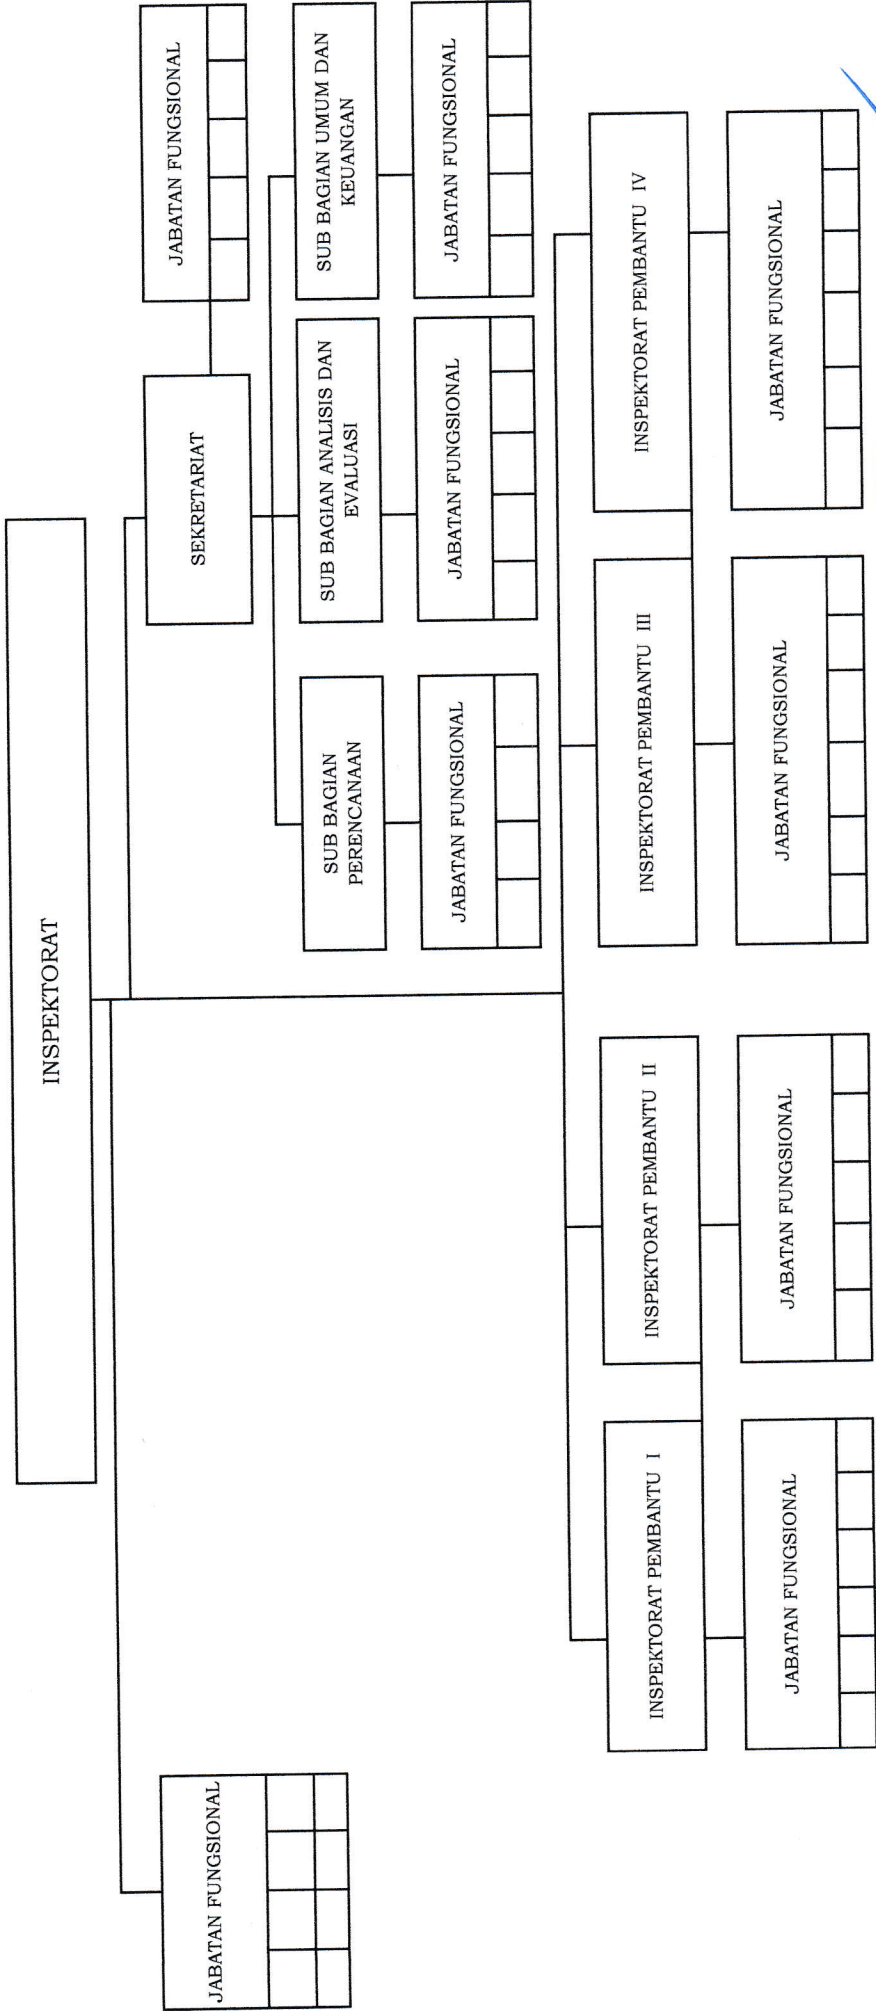 INSPEKTORAT
JABATAN FUNGSIONAL
SEKRETARIAT
JABATAN FUNGSIONAL
SUB BAGIAN
PERENCANAAN
SUB BAGIAN ANALISIS DAN
EVALUASI
SUB BAGIAN UMUM DAN
KEUANGAN
JABATAN FUNGSIONAL
JABATAN FUNGSIONAL
JABATAN FUNGSIONAL
INSPEKTORAT PEMBANTU I
INSPEKTORAT PEMBANTU II
INSPEKTORAT PEMBANTU III
INSPEKTORAT PEMBANTU IV
JABATAN FUNGSIONAL
JABATAN FUNGSIONAL
JABATAN FUNGSIONAL
JABATAN FUNGSIONAL